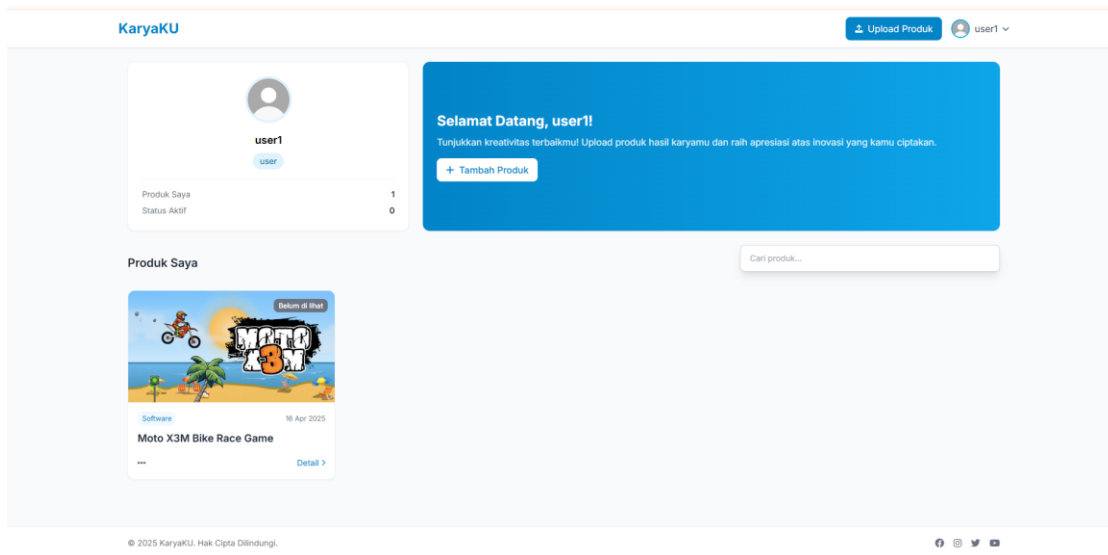 KaryaKU
Upload Produk
user1
user1
user
Produk Saya 1
Status Aktif 0
Selamat Datang, user1!
Tunjukkan kreativitas terbaikmu! Upload produk hasil karyamu dan raih apresiasi atas inovasi yang kamu ciptakan.
+ Tambah Produk
Produk Saya
Cari produk...
Belum di lihat
MOTO
X3M
Software 16 Apr 2025
Moto X3M Bike Race Game
... Detail >
© 2025 KaryaKU. Hak Cipta Dilindungi.